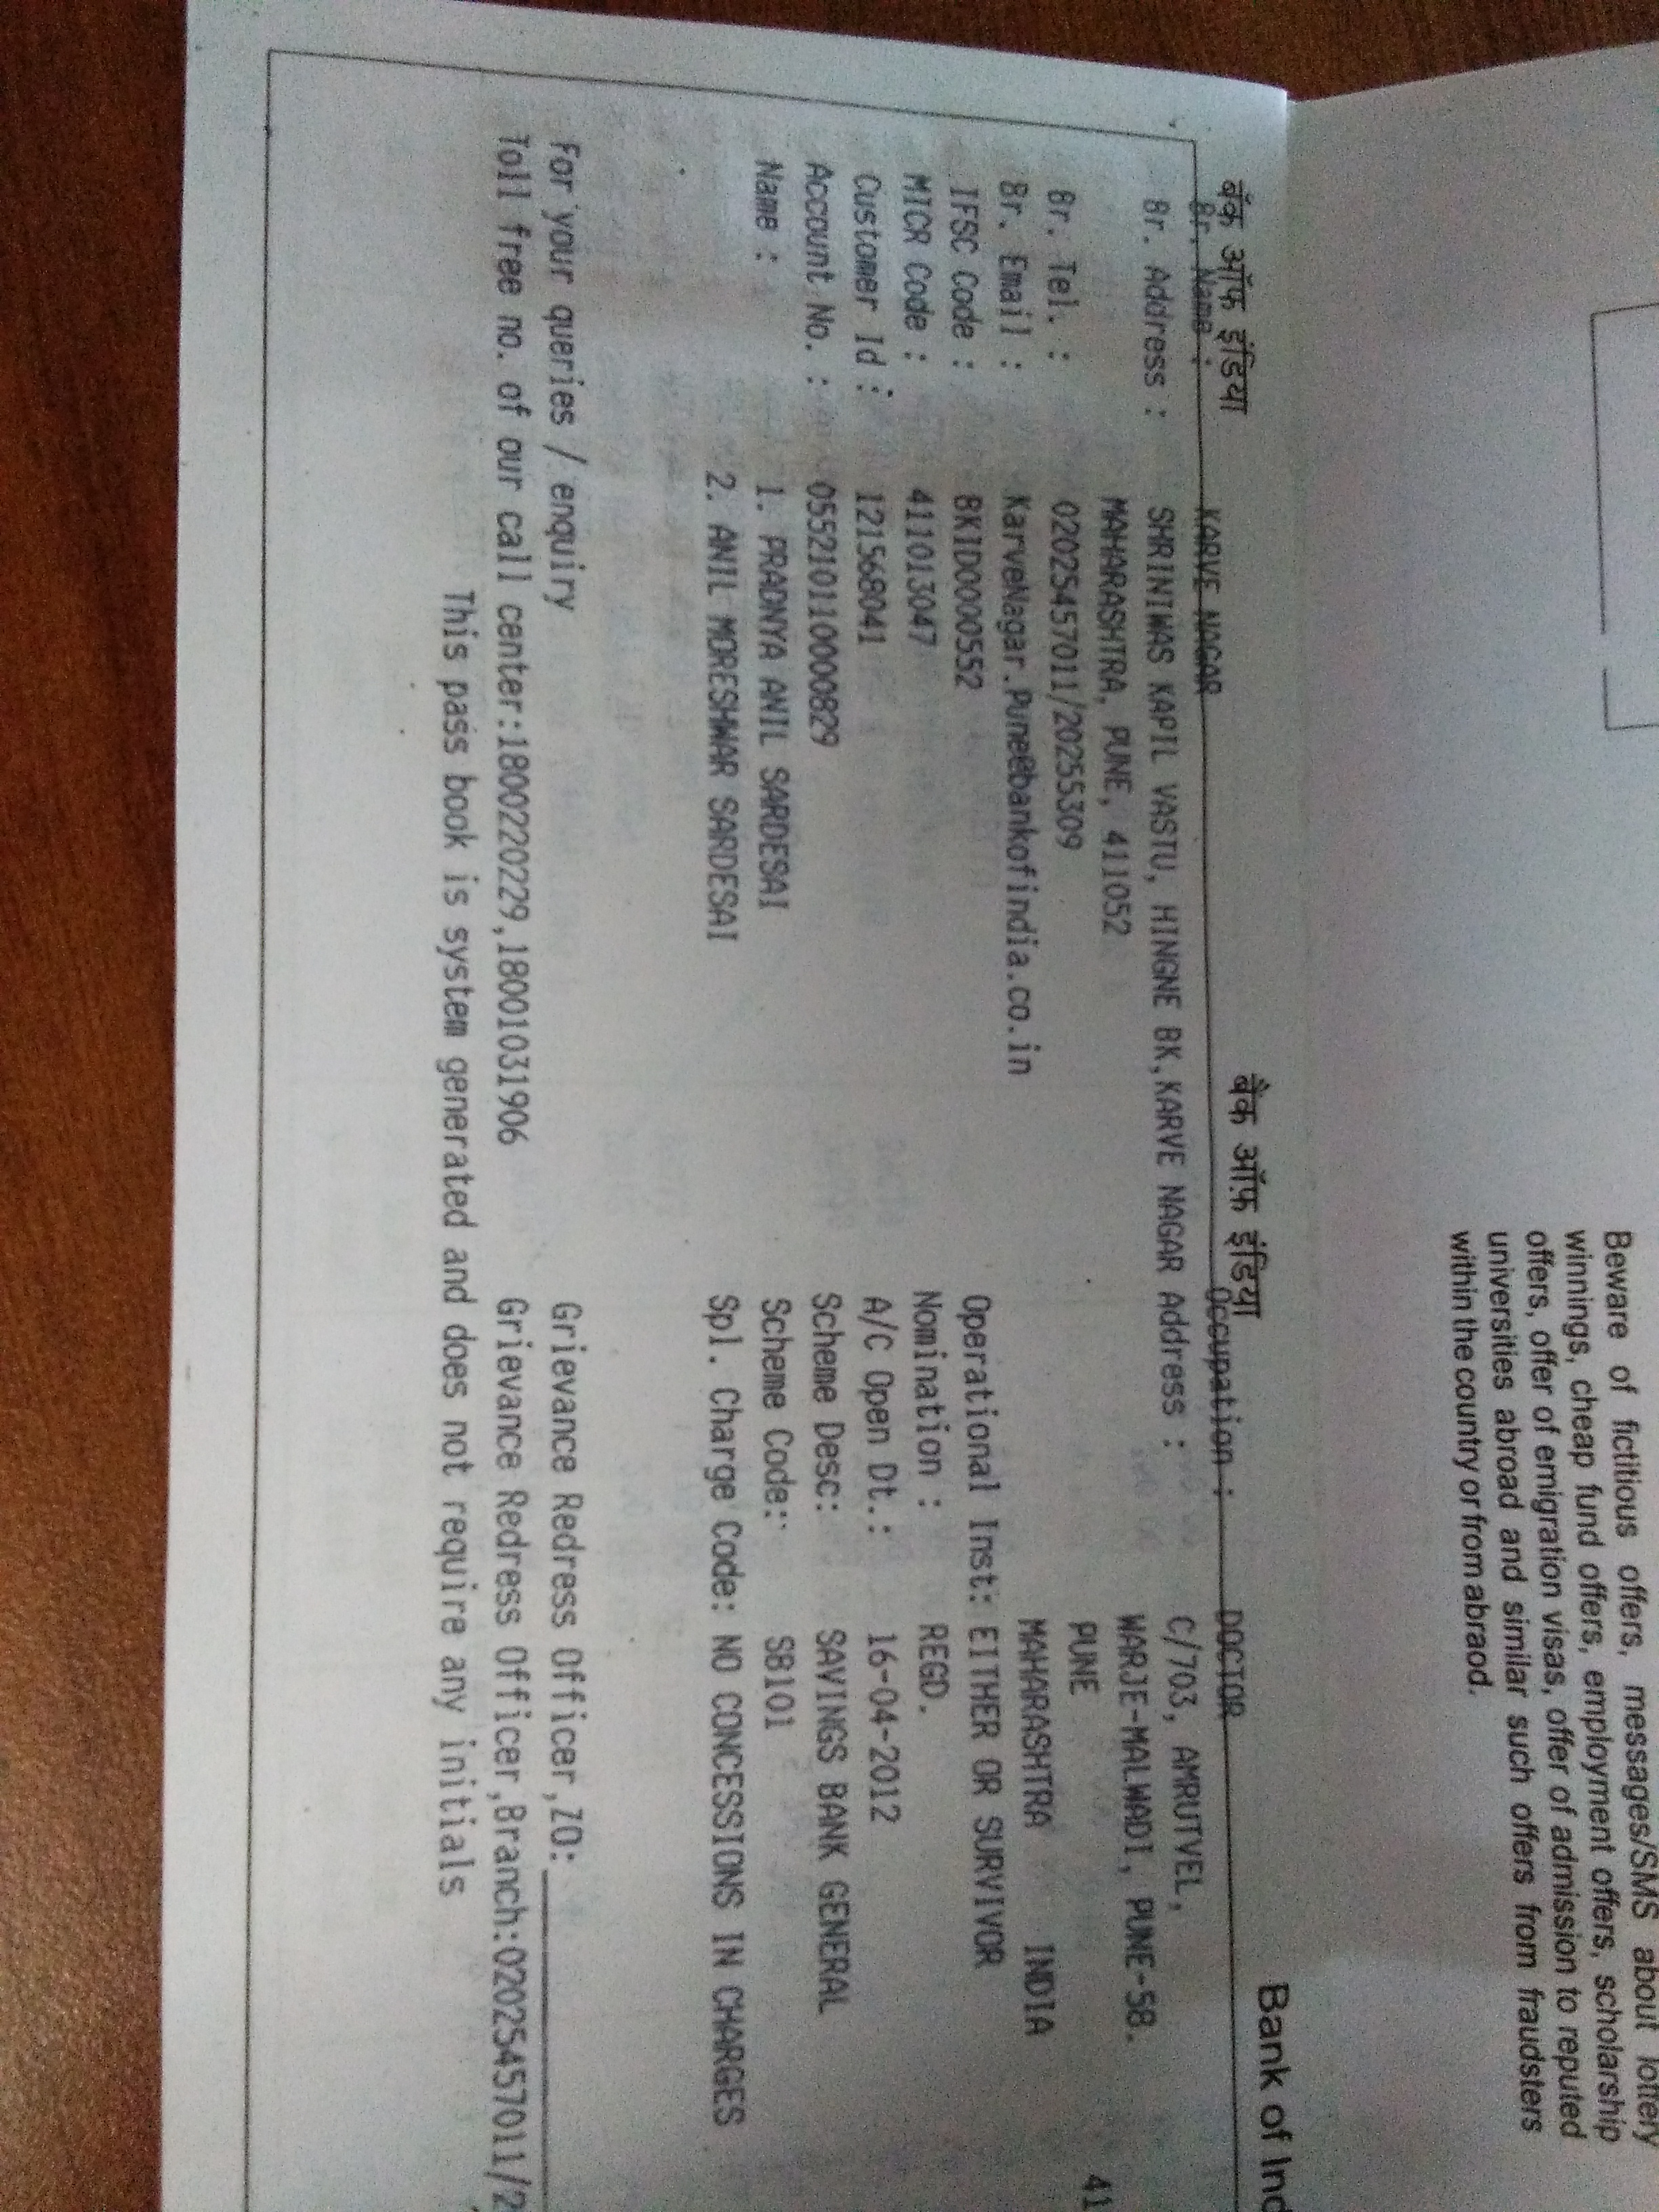 Beware of fictitious offers, messages/SMS about lottery
winnings, cheap fund offers, employment offers, scholarship
offers, offer of emigration visas, offer of admission to reputed
universities abroad and similar such offers from fraudsters
within the country or from abraod.
बैंक ऑफ़ इंडिया बैंक ऑफ़ इंडिया Bank of Ind
Br. Name : KARVE NAGAR Occupation : DOCTOR
Br. Address : SHRINIWAS KAPIL VASTU, HINGNE BK,KARVE NAGAR Address : C/703, AMRUTVEL,
MAHARASHTRA, PUNE, 411052 WARJE-MALWADI, PUNE-58.
Br. Tel. : 02025457011/20255309 PUNE 41
Br. Email : KarveNagar.Pune@bankofindia.co.in MAHARASHTRA INDIA
IFSC Code : BKID0000552 Operational Inst: EITHER OR SURVIVOR
MICR Code : 411013047 Nomination : REGD.
Customer Id : 121568041 A/C Open Dt.: 16-04-2012
Account No. : 055210110000829 Scheme Desc: SAVINGS BANK GENERAL
Name : 1. PRADNYA ANIL SARDESAI Scheme Code: SB101
2. ANIL MORESHWAR SARDESAI Spl. Charge Code: NO CONCESSIONS IN CHARGES
For your queries / enquiry Grievance Redress Officer,ZO:
Toll free no. of our call center:1800220229,18001031906 Grievance Redress Officer,Branch:02025457011/2
This pass book is system generated and does not require any initials